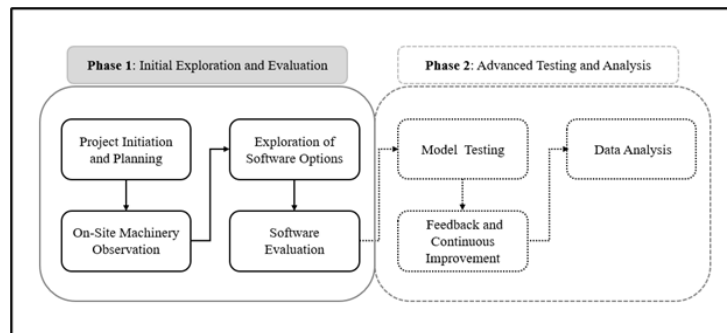 Phase 1: Initial Exploration and Evaluation
Phase 2: Advanced Testing and Analysis
Project Initiation
and Planning
On-Site Machinery
Observation
Exploration of
Software Options
Software
Evaluation
Model Testing
Feedback and
Continuous
Improvement
Data Analysis